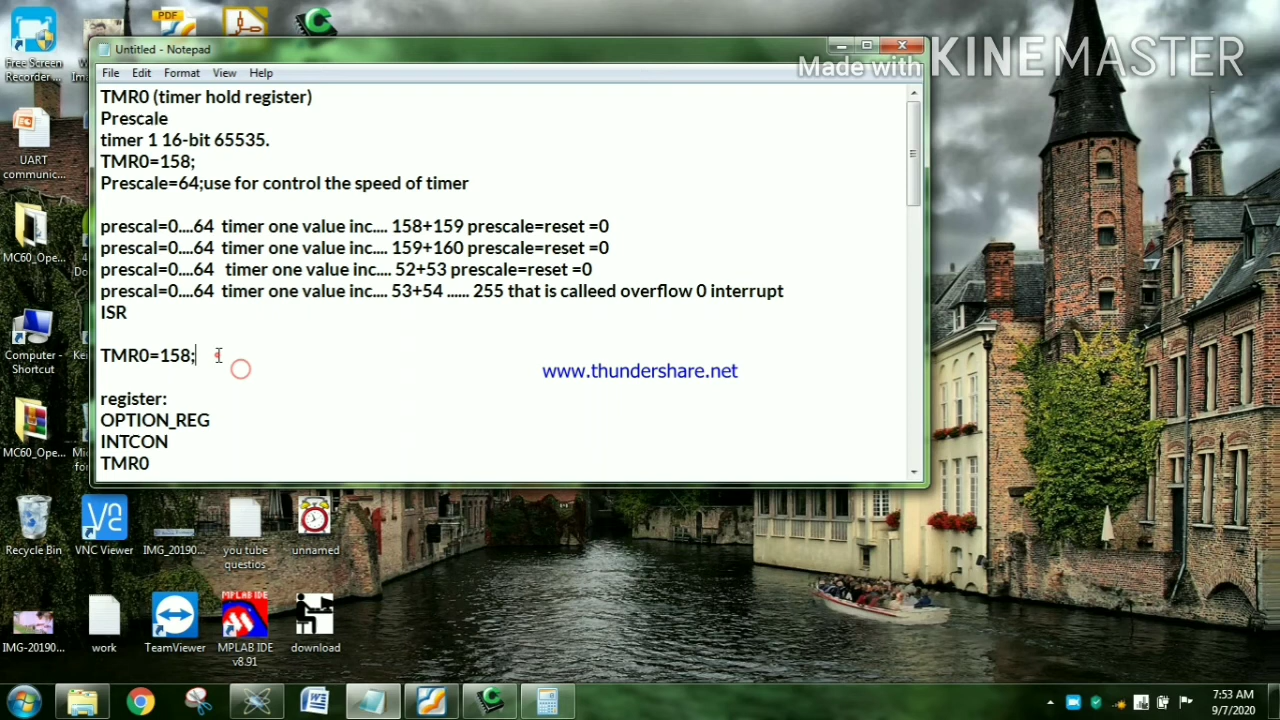 PDF
Made with KINEMASTER
Untitled - Notepad
File Edit Format View Help
TMR0 (timer hold register)
Prescale
timer 1 16-bit 65535.
TMR0=158;
Prescale=64;use for control the speed of timer
prescal=0....64 timer one value inc.... 158+159 prescale=reset =0
prescal=0....64 timer one value inc.... 159+160 prescale=reset =0
prescal=0....64 timer one value inc.... 52+53 prescale=reset =0
prescal=0....64 timer one value inc.... 53+54 ...... 255 that is calleed overflow 0 interrupt
ISR
TMR0=158;
www.thundershare.net
register:
OPTION_REG
INTCON
TMR0
Free Screen
Recorder ...
UART
communic...
MC60_Ope...
Computer -
Shortcut
MC60_Ope...
Recycle Bin
VNC Viewer
IMG_20190...
you tube
questios
unnamed
IMG-20190...
work
TeamViewer
MPLAB IDE
MPLAB IDE
v8.91
download
7:53 AM
9/7/2020